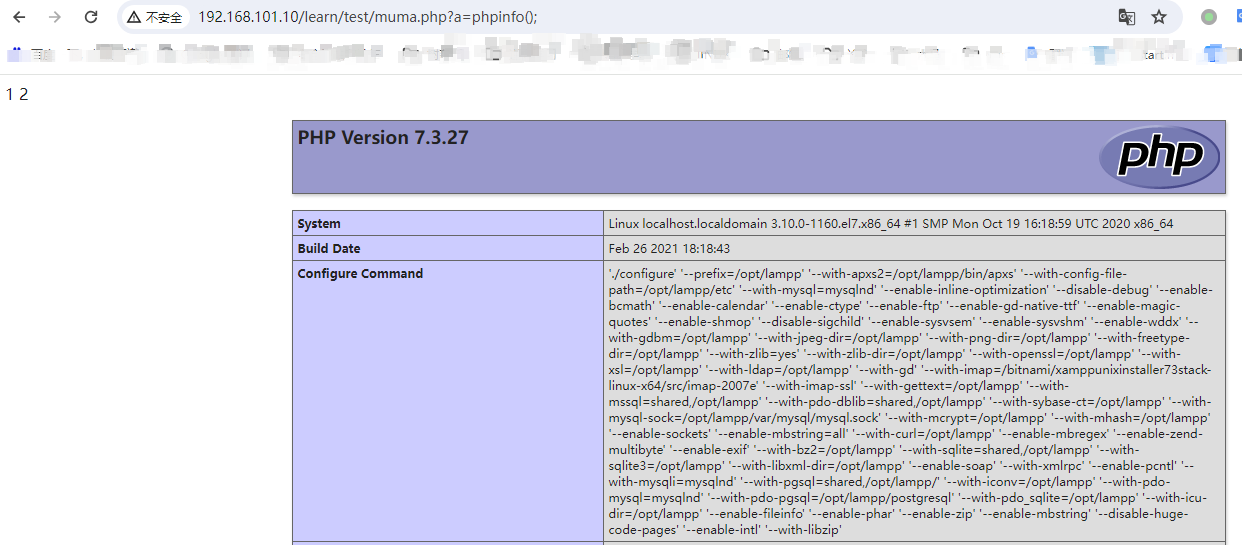 不安全 192.168.101.10/learn/test/muma.php?a=phpinfo();
1 2
PHP Version 7.3.27
php
System Linux localhost.localdomain 3.10.0-1160.el7.x86_64 #1 SMP Mon Oct 19 16:18:59 UTC 2020 x86_64
Build Date Feb 26 2021 18:18:43
Configure Command './configure' '--prefix=/opt/lampp' '--with-apxs2=/opt/lampp/bin/apxs' '--with-config-file-
path=/opt/lampp/etc' '--with-mysql=mysqlnd' '--enable-inline-optimization' '--disable-debug' '--enable-
bcmath' '--enable-calendar' '--enable-ctype' '--enable-ftp' '--enable-gd-native-ttf' '--enable-magic-
quotes' '--enable-shmop' '--disable-sigchild' '--enable-sysvsem' '--enable-sysvshm' '--enable-wddx' '--
with-gdbm=/opt/lampp' '--with-jpeg-dir=/opt/lampp' '--with-png-dir=/opt/lampp' '--with-freetype-
dir=/opt/lampp' '--with-zlib=yes' '--with-zlib-dir=/opt/lampp' '--with-openssl=/opt/lampp' '--with-
xsl=/opt/lampp' '--with-ldap=/opt/lampp' '--with-gd' '--with-imap=/bitnami/xamppunixinstaller73stack-
linux-x64/src/imap-2007e' '--with-imap-ssl' '--with-gettext=/opt/lampp' '--with-
mssql=shared,/opt/lampp' '--with-pdo-dblib=shared,/opt/lampp' '--with-sybase-ct=/opt/lampp' '--with-
mysql-sock=/opt/lampp/var/mysql/mysql.sock' '--with-mcrypt=/opt/lampp' '--with-mhash=/opt/lampp'
'--enable-sockets' '--enable-mbstring=all' '--with-curl=/opt/lampp' '--enable-mbregex' '--enable-zend-
multibyte' '--enable-exif' '--with-bz2=/opt/lampp' '--with-sqlite=shared,/opt/lampp' '--with-
sqlite3=/opt/lampp' '--with-libxml-dir=/opt/lampp' '--enable-soap' '--with-xmlrpc' '--enable-pcntl' '--
with-mysqli=mysqlnd' '--with-pgsql=shared,/opt/lampp/' '--with-iconv=/opt/lampp' '--with-pdo-
mysql=mysqlnd' '--with-pdo-pgsql=/opt/lampp/postgresql' '--with-pdo_sqlite=/opt/lampp' '--with-icu-
dir=/opt/lampp' '--enable-fileinfo' '--enable-phar' '--enable-zip' '--enable-mbstring' '--disable-huge-
code-pages' '--enable-intl' '--with-libzip'